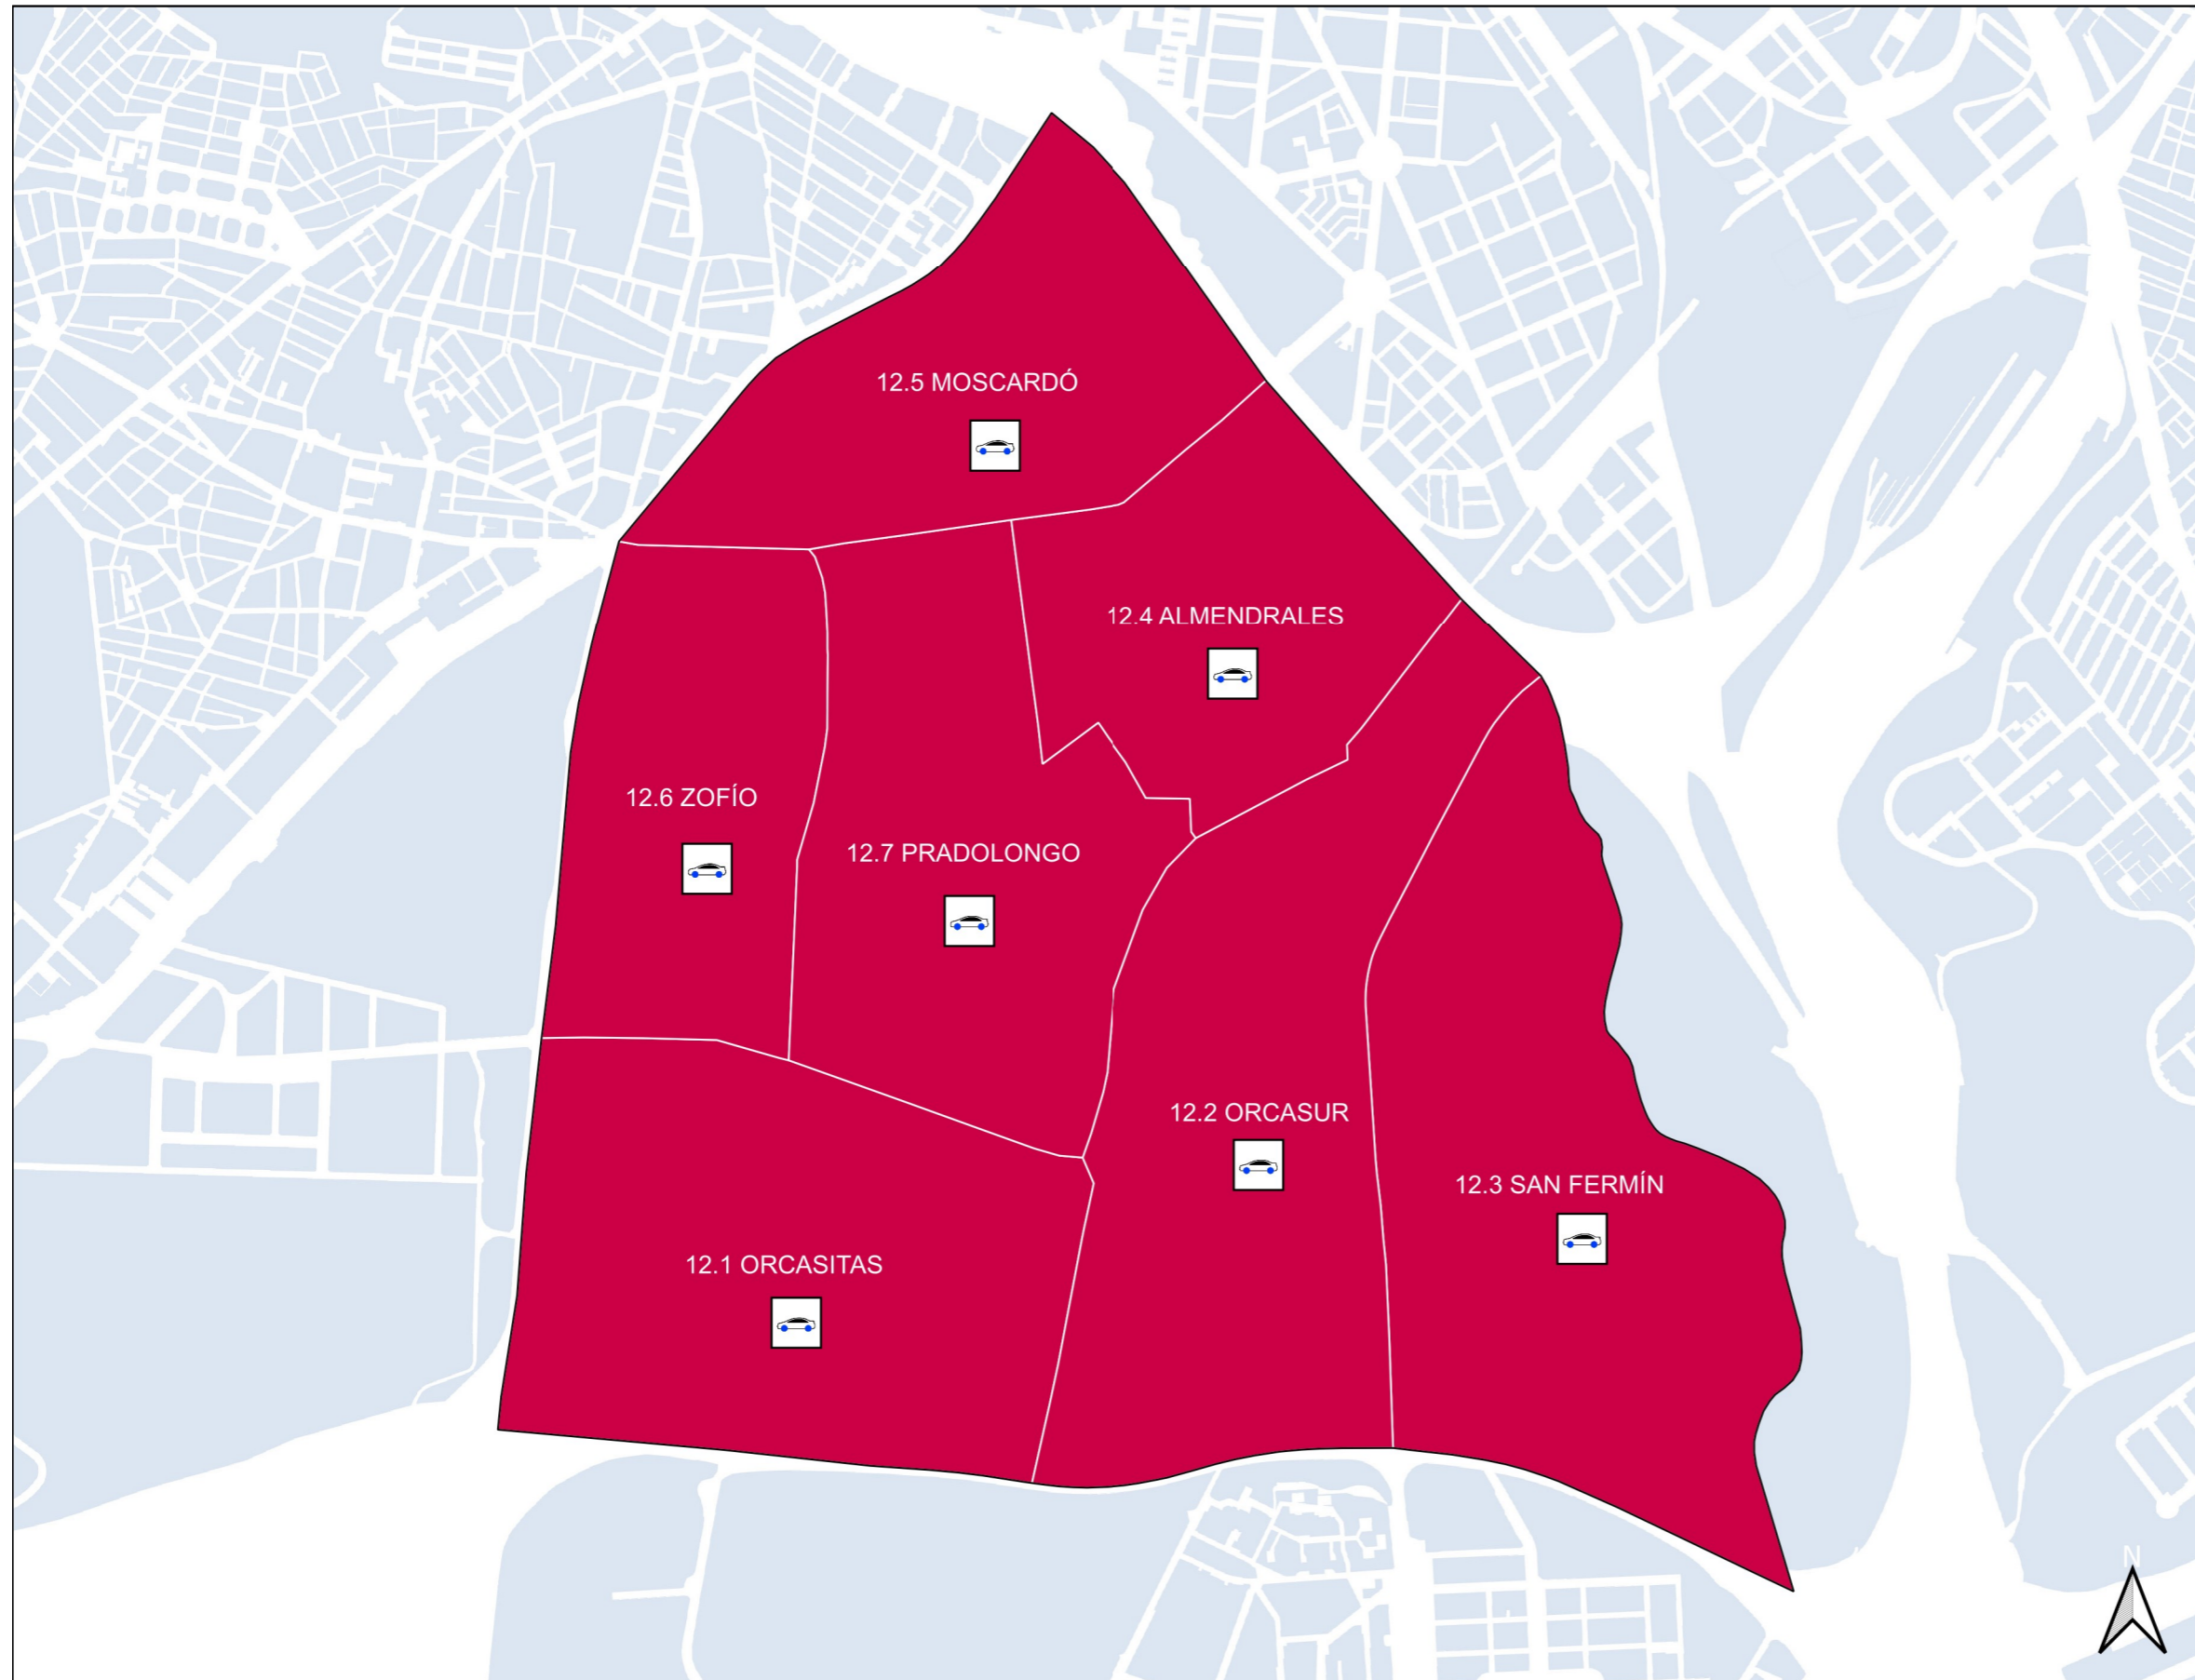 12.5 MOSCARDÓ
12.4 ALMENDRALES
12.6 ZOFÍO
12.7 PRADOLONGO
12.2 ORCASUR
12.3 SAN FERMÍN
12.1 ORCASITAS
N